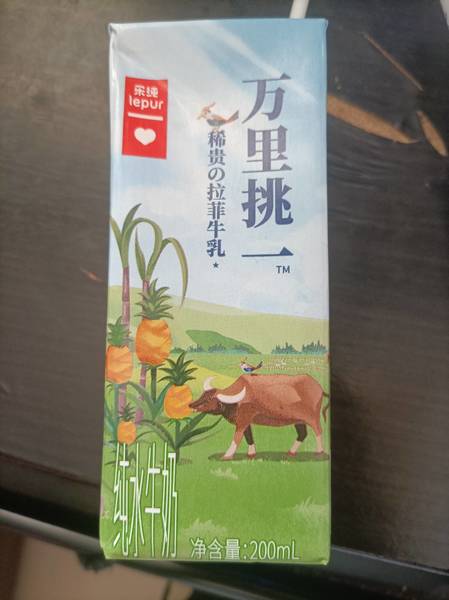 乐纯
lepur
万里挑一
TM
稀贵の拉菲牛乳*
纯水牛奶
净含量:200mL